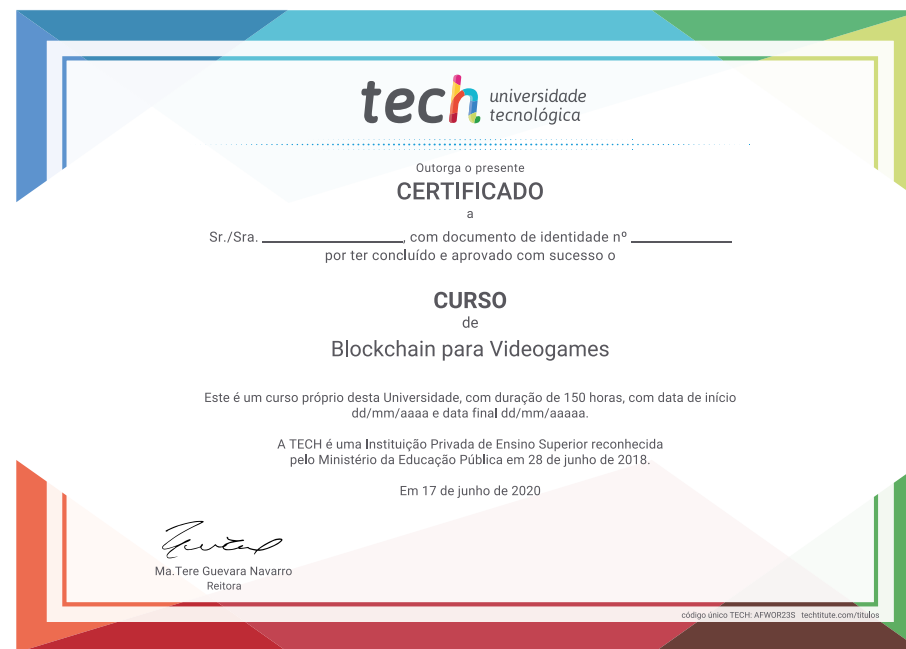 tech universidade
tecnológica
Outorga o presente
CERTIFICADO
a
Sr./Sra. ____________, com documento de identidade nº ____________
por ter concluído e aprovado com sucesso o
CURSO
de
Blockchain para Videogames
Este é um curso próprio desta Universidade, com duração de 150 horas, com data de início
dd/mm/aaaa e data final dd/mm/aaaaa.
A TECH é uma Instituição Privada de Ensino Superior reconhecida
pelo Ministério da Educação Pública em 28 de junho de 2018.
Em 17 de junho de 2020
Ma.Tere Guevara Navarro
Reitora
código único TECH: AFWOR23S techtitute.com/titulos